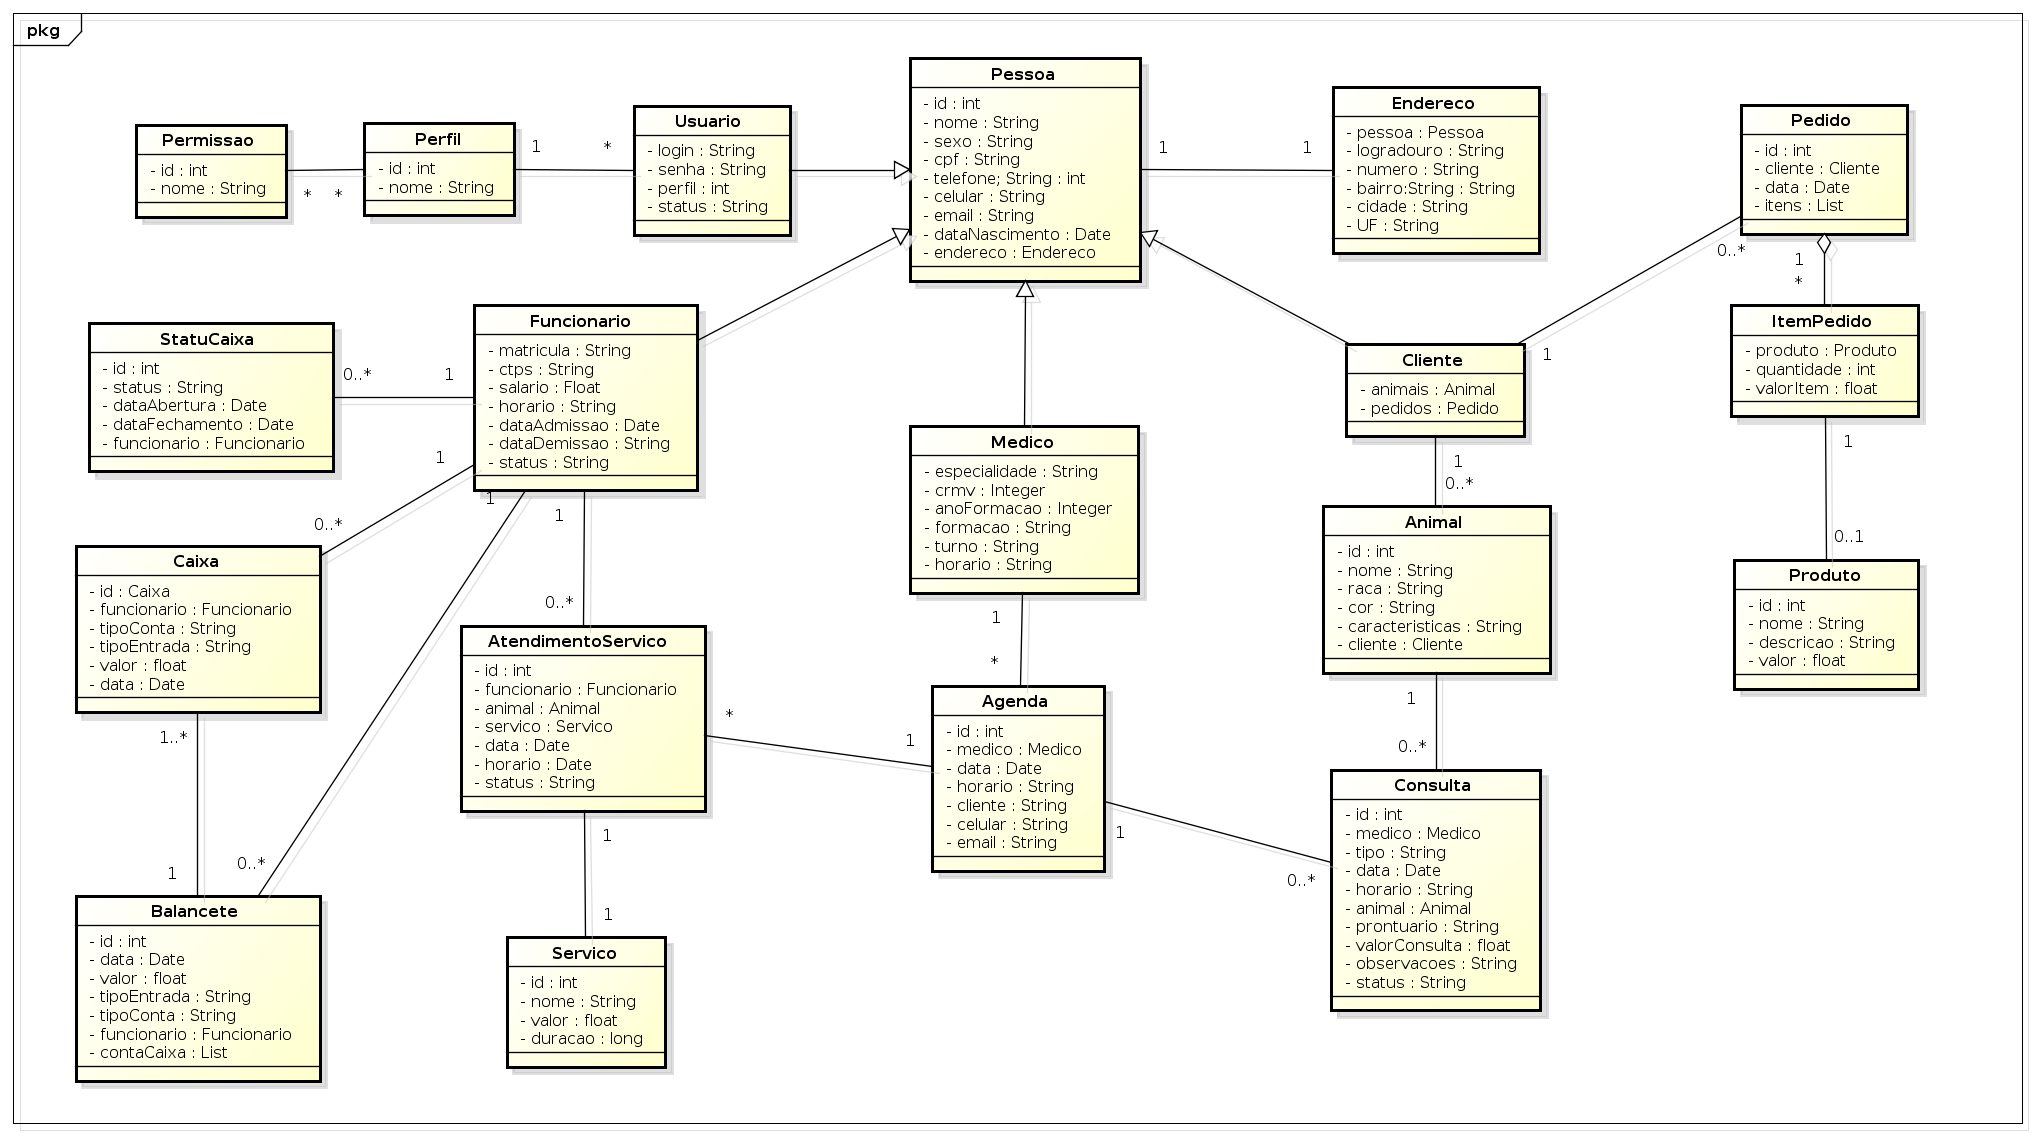 pkg
Permissao
- id : int
- nome : String
*
*
Perfil
- id : int
- nome : String
1
*
Usuario
- login : String
- senha : String
- perfil : int
- status : String
Pessoa
- id : int
- nome : String
- sexo : String
- cpf : String
- telefone; String : int
- celular : String
- email : String
- dataNascimento : Date
- endereco : Endereco
1
1
Endereco
- pessoa : Pessoa
- logradouro : String
- numero : String
- bairro:String : String
- cidade : String
- UF : String
Pedido
- id : int
- cliente : Cliente
- data : Date
- itens : List
0..*
1
1
*
StatuCaixa
- id : int
- status : String
- dataAbertura : Date
- dataFechamento : Date
- funcionario : Funcionario
0..*
1
Funcionario
- matricula : String
- ctps : String
- salario : Float
- horario : String
- dataAdmissao : Date
- dataDemissao : String
- status : String
Cliente
- animais : Animal
- pedidos : Pedido
ItemPedido
- produto : Produto
- quantidade : int
- valorItem : float
1
0..1
1
0..*
1
0..*
1
0..*
Medico
- especialidade : String
- crmv : Integer
- anoFormacao : Integer
- formacao : String
- turno : String
- horario : String
1
*
1
0..*
Animal
- id : int
- nome : String
- raca : String
- cor : String
- caracteristicas : String
- cliente : Cliente
Produto
- id : int
- nome : String
- descricao : String
- valor : float
Caixa
- id : Caixa
- funcionario : Funcionario
- tipoConta : String
- tipoEntrada : String
- valor : float
- data : Date
1..*
1
AtendimentoServico
- id : int
- funcionario : Funcionario
- animal : Animal
- servico : Servico
- data : Date
- horario : Date
- status : String
*
1
Agenda
- id : int
- medico : Medico
- data : Date
- horario : String
- cliente : String
- celular : String
- email : String
1
0..*
1
0..*
Consulta
- id : int
- medico : Medico
- tipo : String
- data : Date
- horario : String
- animal : Animal
- prontuario : String
- valorConsulta : float
- observacoes : String
- status : String
Balancete
- id : int
- data : Date
- valor : float
- tipoEntrada : String
- tipoConta : String
- funcionario : Funcionario
- contaCaixa : List
1
1
Servico
- id : int
- nome : String
- valor : float
- duracao : long